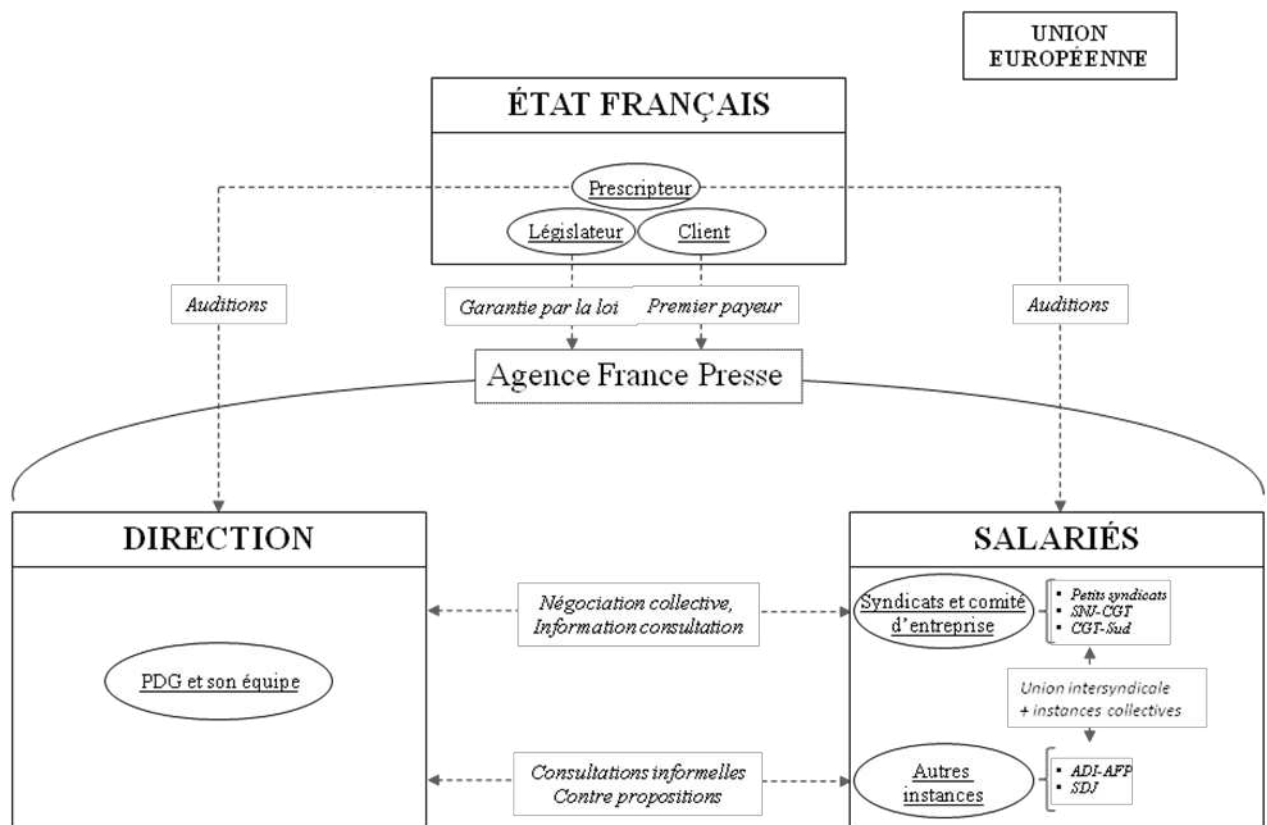 UNION
EUROPÉENNE
ÉTAT FRANÇAIS
Prescripteur
Législateur
Client
Auditions
Garantie par la loi
Premier payeur
Auditions
Agence France Presse
DIRECTION
SALARIÉS
Négociation collective,
Information consultation
Syndicats et comité
d'entreprise
▪ Petits syndicats
▪ SNJ-CGT
▪ CGT-Sud
PDG et son équipe
Union intersyndicale
+ instances collectives
Consultations informelles
Contre propositions
Autres
instances
▪ ADI-AFP
▪ SDJ